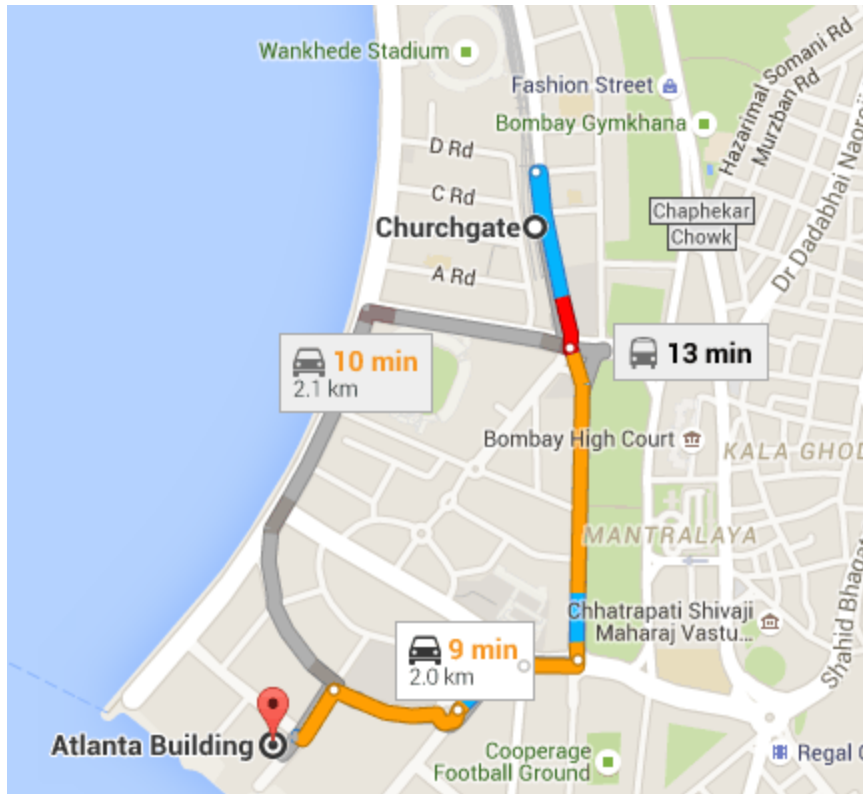 Wankhede Stadium
Fashion Street
Bombay Gymkhana
Hazarimal Somani Rd
Murzban Rd
D Rd
C Rd
Churchgate
A Rd
Chaphekar
Chowk
Dr Dadabhai Naoroji
10 min
2.1 km
13 min
Bombay High Court
KALA GHOD
MANTRALAYA
Chhatrapati Shivaji
Maharaj Vastu...
Shahid Bhagat
9 min
2.0 km
Atlanta Building
Cooperage
Football Ground
Regal C